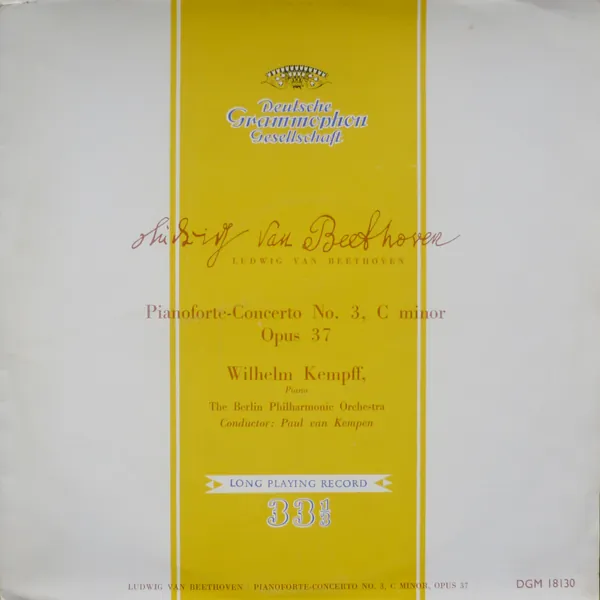 Deutsche
Grammophon
Gesellschaft
Ludwig van Beethoven
LUDWIG VAN BEETHOVEN
Pianoforte-Concerto No. 3, C minor
Opus 37
Wilhelm Kempff,
Piano
The Berlin Philharmonic Orchestra
Conductor: Paul van Kempen
LONG PLAYING RECORD
33 1/3
LUDWIG VAN BEETHOVEN · PIANOFORTE-CONCERTO NO. 3, C MINOR, OPUS 37
DGM 18130